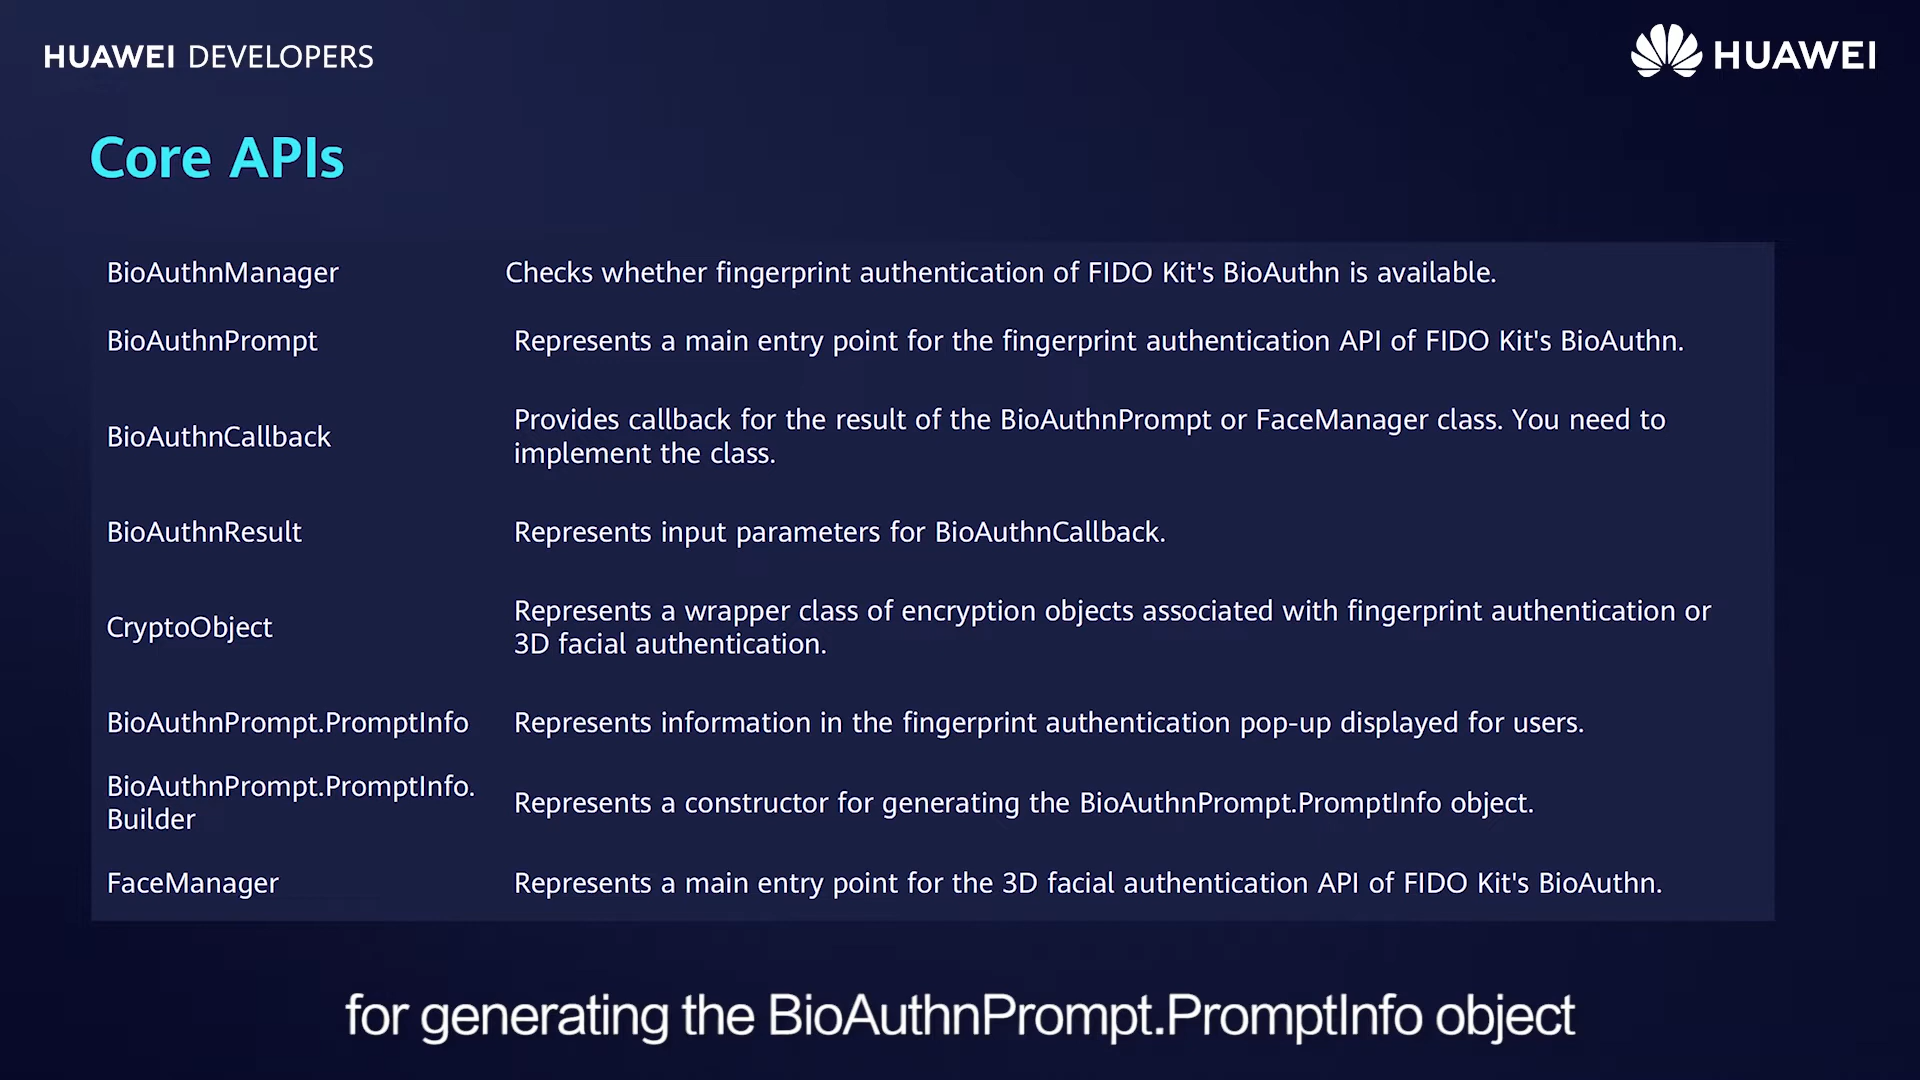 HUAWEI DEVELOPERS
HUAWEI
Core APIs
BioAuthnManager
Checks whether fingerprint authentication of FIDO Kit's BioAuthn is available.
BioAuthnPrompt
Represents a main entry point for the fingerprint authentication API of FIDO Kit's BioAuthn.
BioAuthnCallback
Provides callback for the result of the BioAuthnPrompt or FaceManager class. You need to
implement the class.
BioAuthnResult
Represents input parameters for BioAuthnCallback.
CryptoObject
Represents a wrapper class of encryption objects associated with fingerprint authentication or
3D facial authentication.
BioAuthnPrompt.PromptInfo
Represents information in the fingerprint authentication pop-up displayed for users.
BioAuthnPrompt.PromptInfo.
Builder
Represents a constructor for generating the BioAuthnPrompt.PromptInfo object.
FaceManager
Represents a main entry point for the 3D facial authentication API of FIDO Kit's BioAuthn.
for generating the BioAuthnPrompt.PromptInfo object